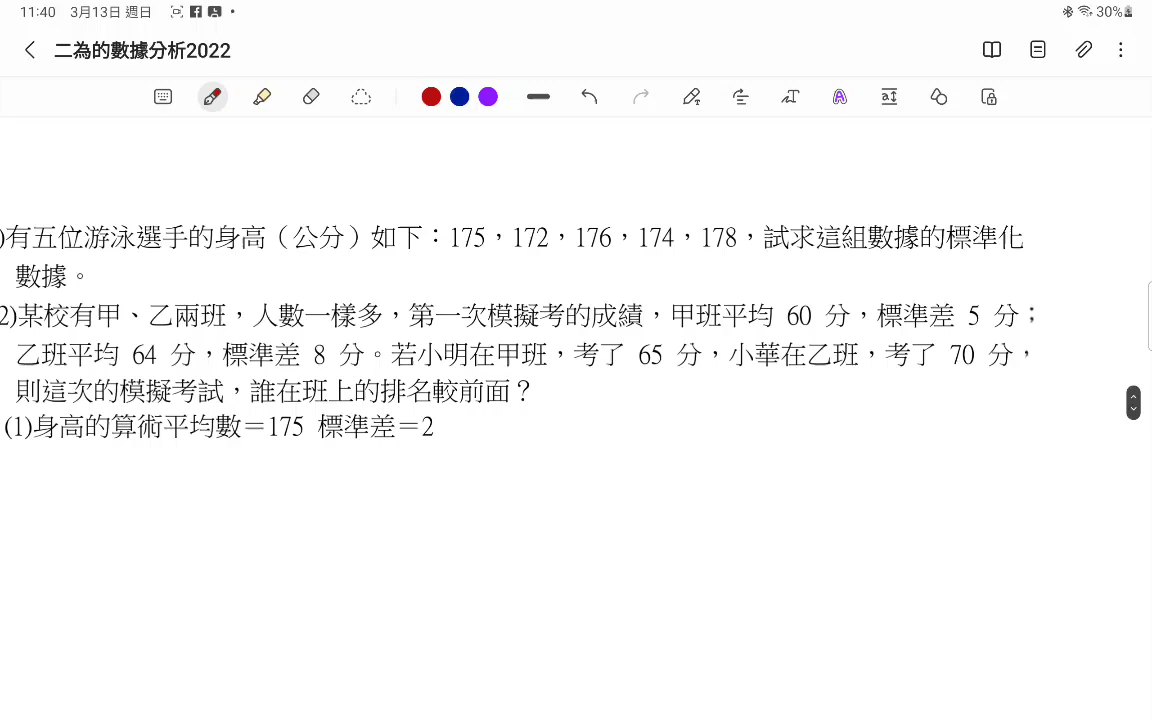 11:40 3月13日 週日 30%
二為的數據分析2022
)有五位游泳選手的身高（公分）如下：175，172，176，174，178，試求這組數據的標準化
數據。
2)某校有甲、乙兩班，人數一樣多，第一次模擬考的成績，甲班平均 60 分，標準差 5 分；
乙班平均 64 分，標準差 8 分。若小明在甲班，考了 65 分，小華在乙班，考了 70 分，
則這次的模擬考試，誰在班上的排名較前面？
(1)身高的算術平均數＝175 標準差＝2